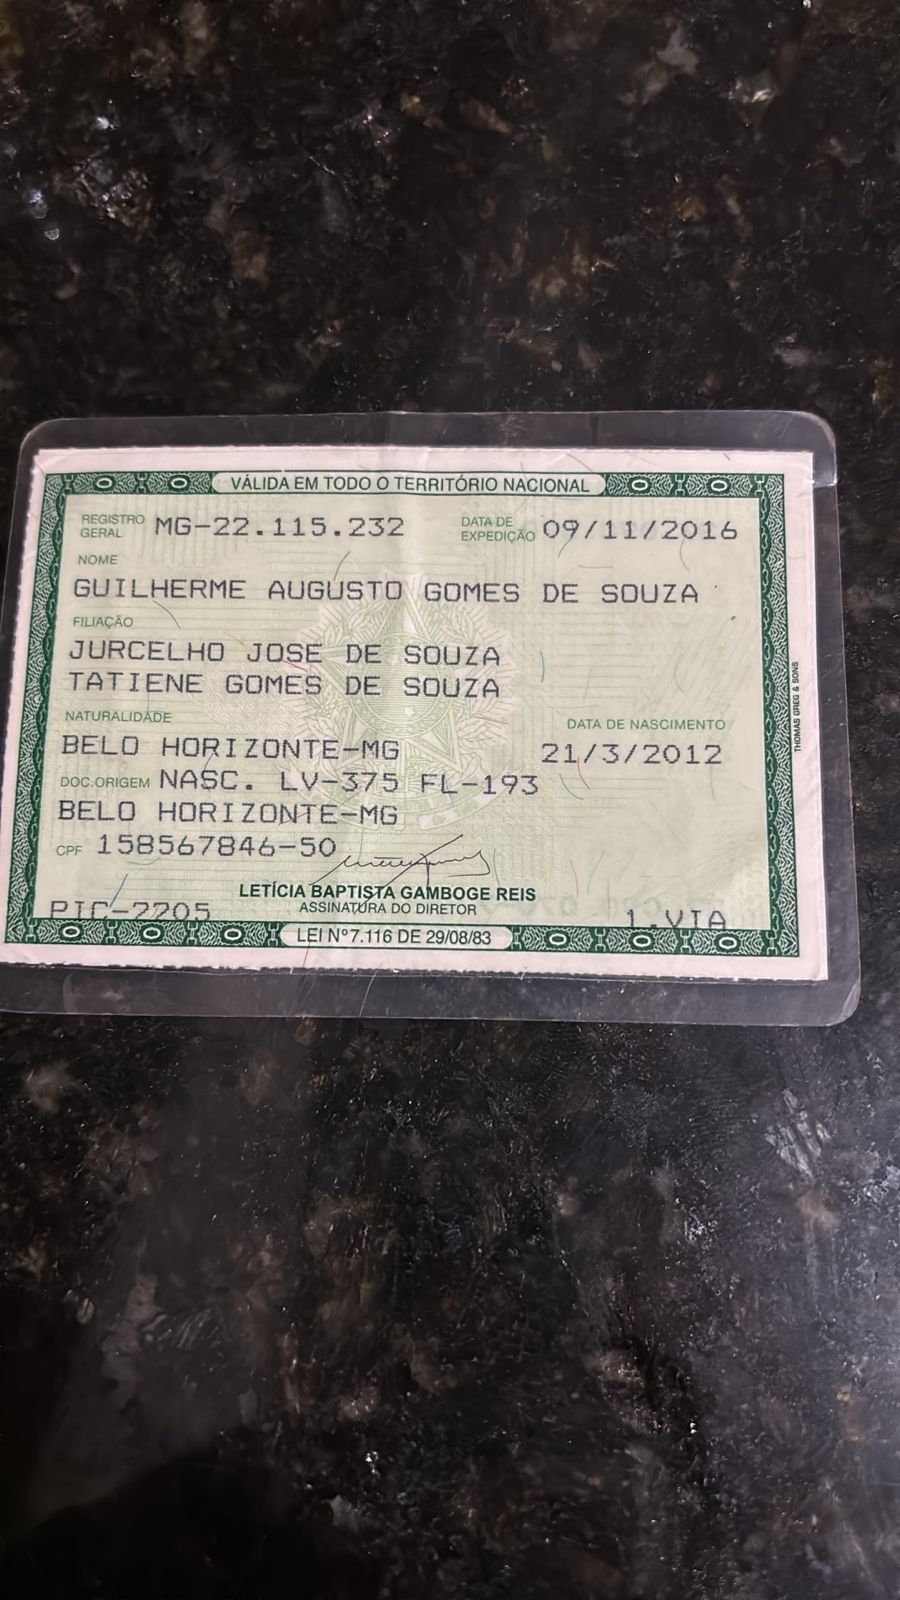 VÁLIDA EM TODO O TERRITÓRIO NACIONAL
REGISTRO GERAL MG-22.115.232 DATA DE EXPEDIÇÃO 09/11/2016
NOME
GUILHERME AUGUSTO GOMES DE SOUZA
FILIAÇÃO
JURCELHO JOSE DE SOUZA
TATIENE GOMES DE SOUZA
NATURALIDADE DATA DE NASCIMENTO
BELO HORIZONTE-MG 21/3/2012
DOC.ORIGEM NASC. LV-375 FL-193
BELO HORIZONTE-MG
CPF 158567846-50
LETÍCIA BAPTISTA GAMBOGE REIS
PIC-7705 ASSINATURA DO DIRETOR 1.VIA
LEI Nº 7.116 DE 29/08/83
THOMAS GREG & SONS